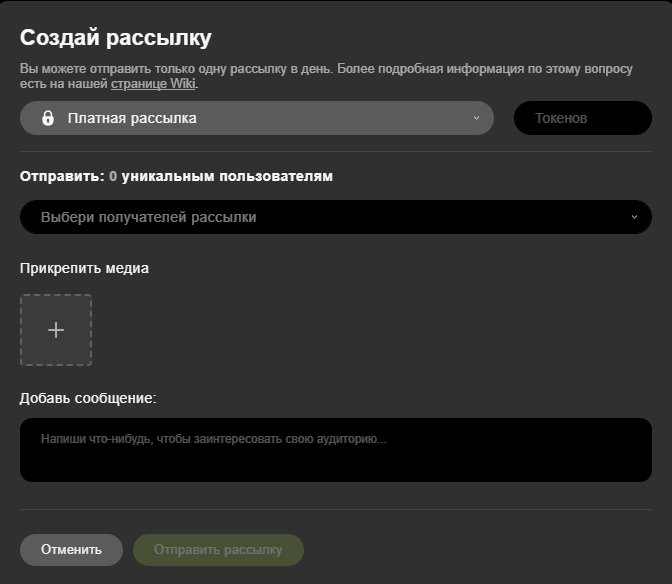 Создай рассылку
Вы можете отправить только одну рассылку в день. Более подробная информация по этому вопросу
есть на нашей странице Wiki.
Платная рассылка
Токенов
Отправить: 0 уникальным пользователям
Выбери получателей рассылки
Прикрепить медиа
Добавь сообщение:
Напиши что-нибудь, чтобы заинтересовать свою аудиторию...
Отменить
Отправить рассылку